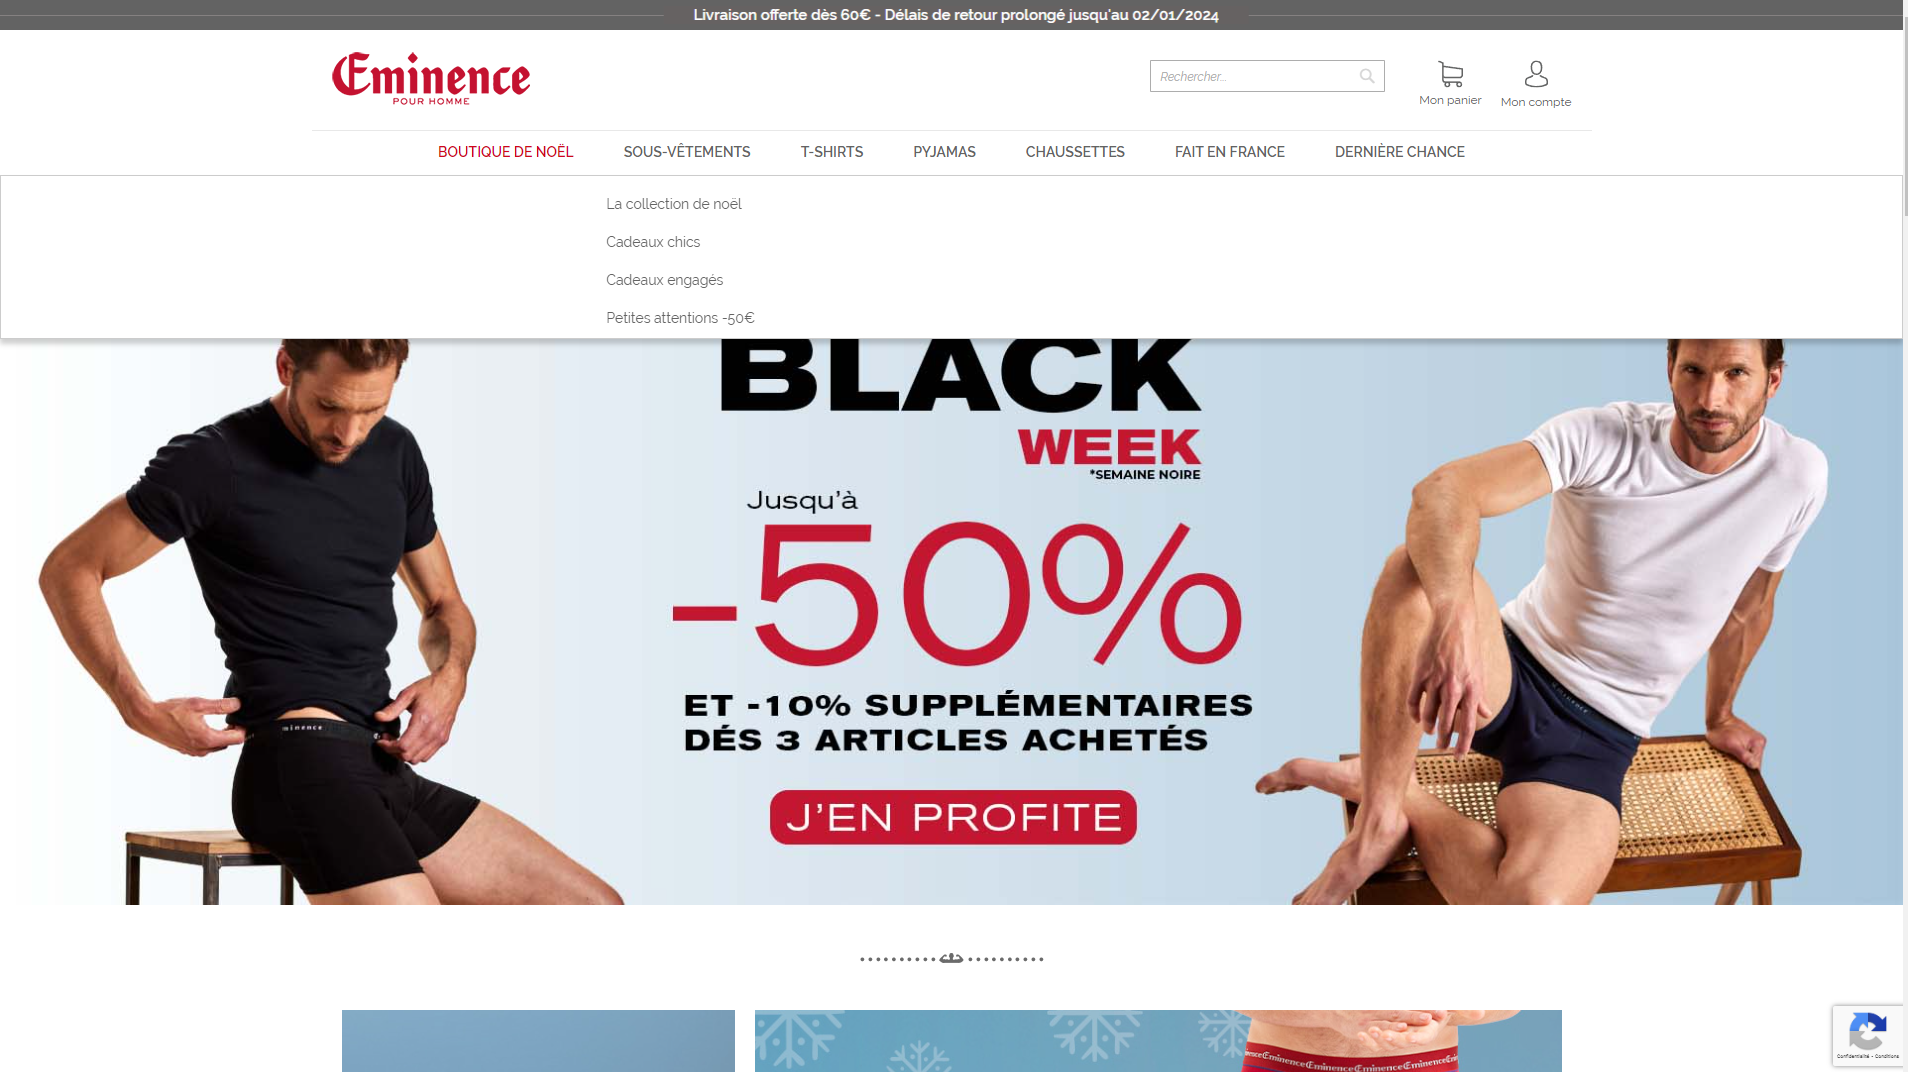 Livraison offerte dès 60€ - Délais de retour prolongé jusqu'au 02/01/2024
Eminence
POUR HOMME
Rechercher...
Mon panier
Mon compte
BOUTIQUE DE NOËL
SOUS-VÊTEMENTS
T-SHIRTS
PYJAMAS
CHAUSSETTES
FAIT EN FRANCE
DERNIÈRE CHANCE
La collection de noël
Cadeaux chics
Cadeaux engagés
Petites attentions -50€
BLACK
WEEK
*SEMAINE NOIRE
Jusqu'à
-50%
ET -10% SUPPLÉMENTAIRES
DÉS 3 ARTICLES ACHETÉS
J'EN PROFITE
eminence
eminence
enceEminenceEminenceEminenceEminenceEmin
Confidentialité - Conditions